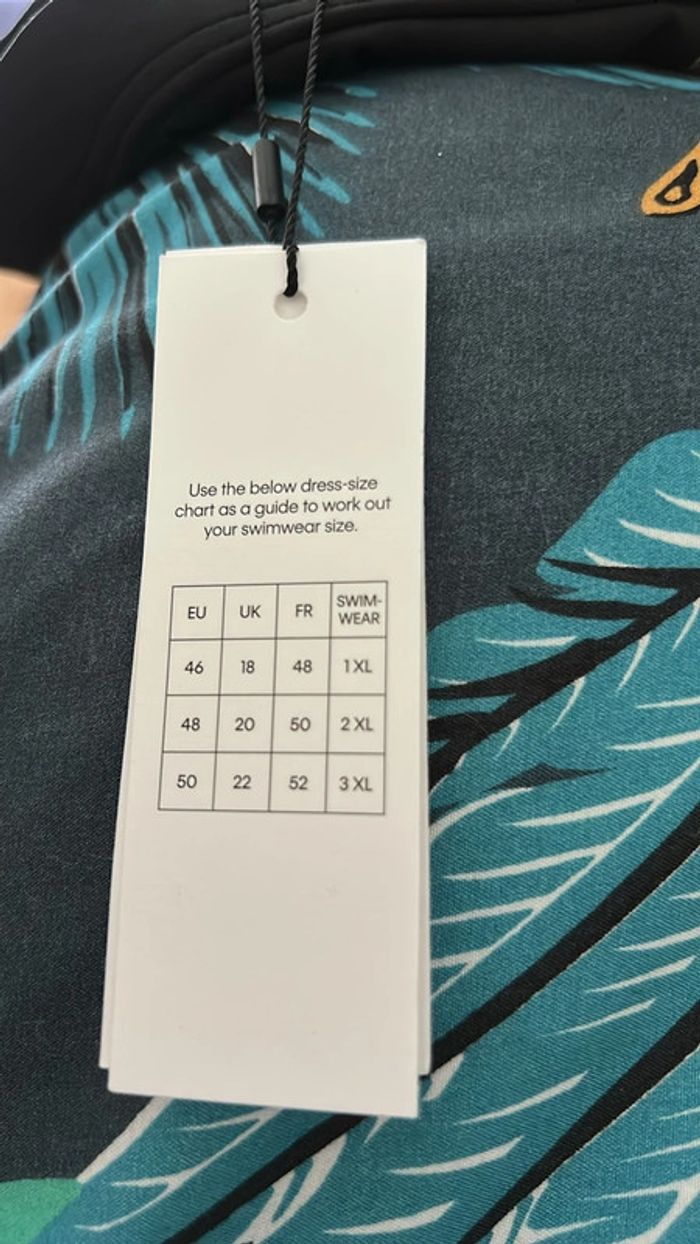 Use the below dress-size
chart as a guide to work out
your swimwear size.
EU UK FR SWIM-
WEAR
46 18 48 1 XL
48 20 50 2 XL
50 22 52 3 XL